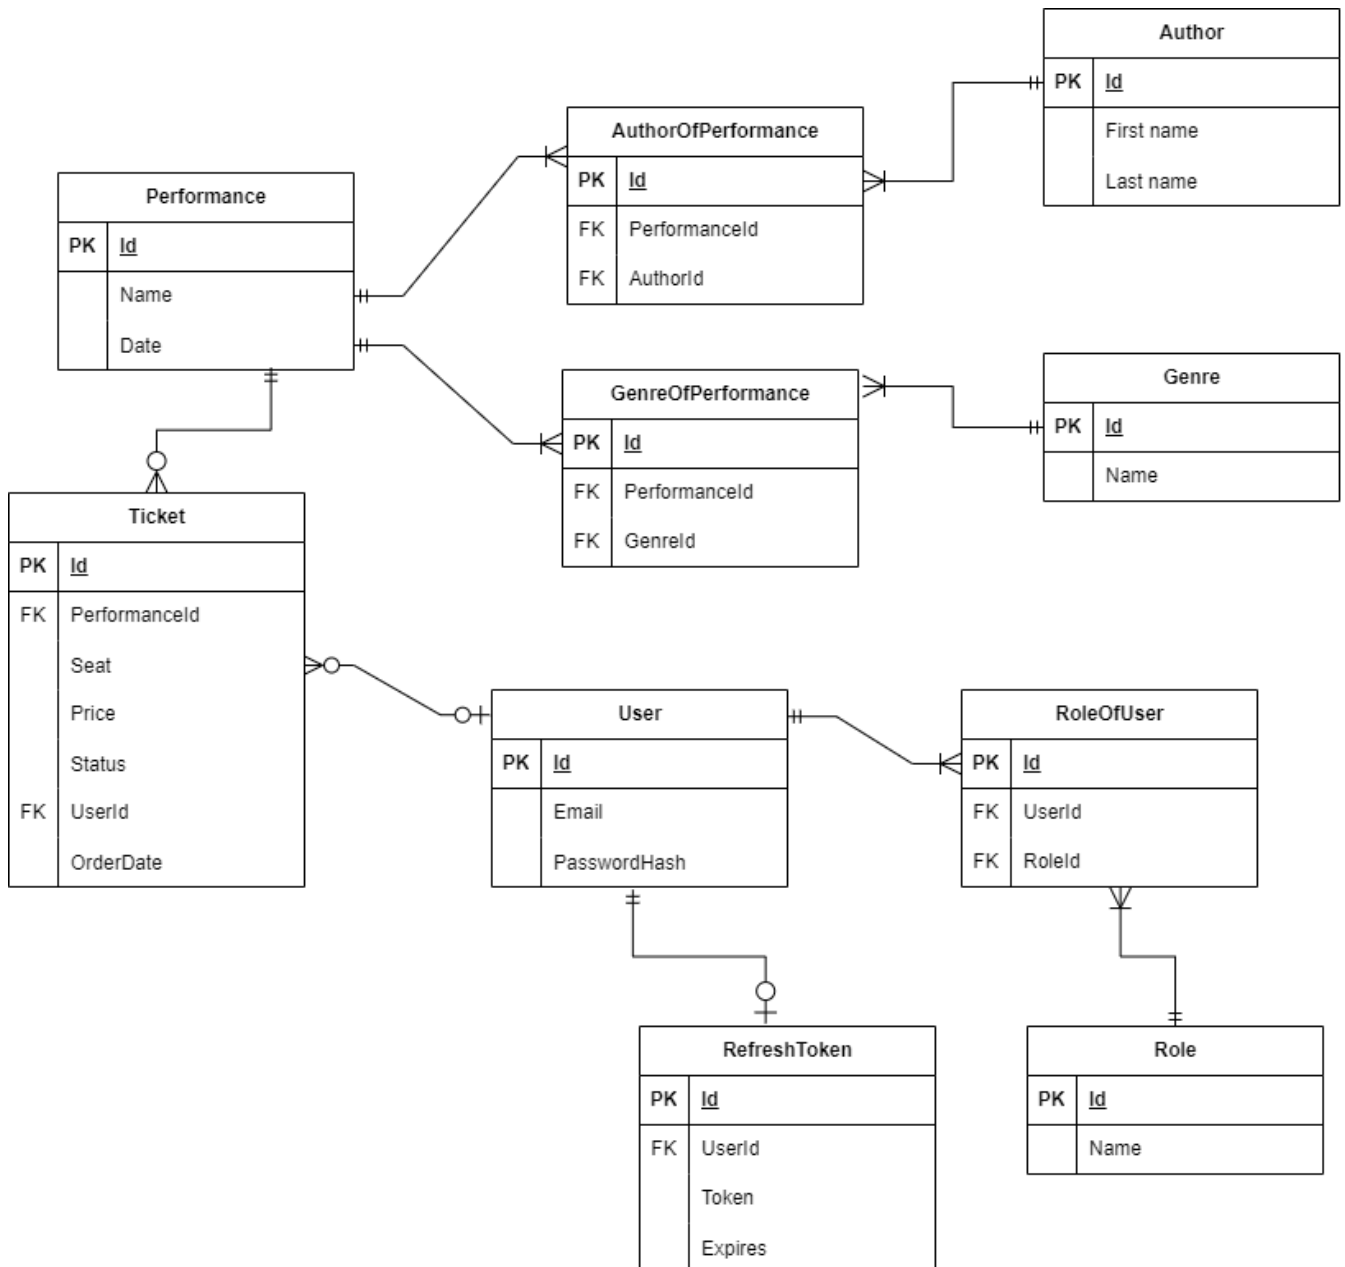 Author
PK Id
First name
Last name
AuthorOfPerformance
PK Id
FK PerformanceId
FK AuthorId
Performance
PK Id
Name
Date
GenreOfPerformance
PK Id
FK PerformanceId
FK GenreId
Genre
PK Id
Name
Ticket
PK Id
FK PerformanceId
Seat
Price
Status
FK UserId
OrderDate
User
PK Id
Email
PasswordHash
RoleOfUser
PK Id
FK UserId
FK RoleId
RefreshToken
PK Id
FK UserId
Token
Expires
Role
PK Id
Name